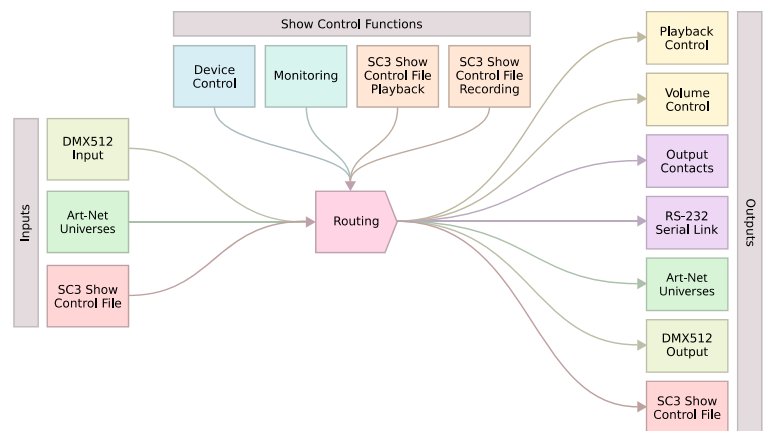 Show Control Functions
Device
Control
Monitoring
SC3 Show
Control File
Playback
SC3 Show
Control File
Recording
Inputs
DMX512
Input
Art-Net
Universes
SC3 Show
Control File
Routing
Playback
Control
Volume
Control
Output
Contacts
RS-232
Serial Link
Art-Net
Universes
DMX512
Output
SC3 Show
Control File
Outputs